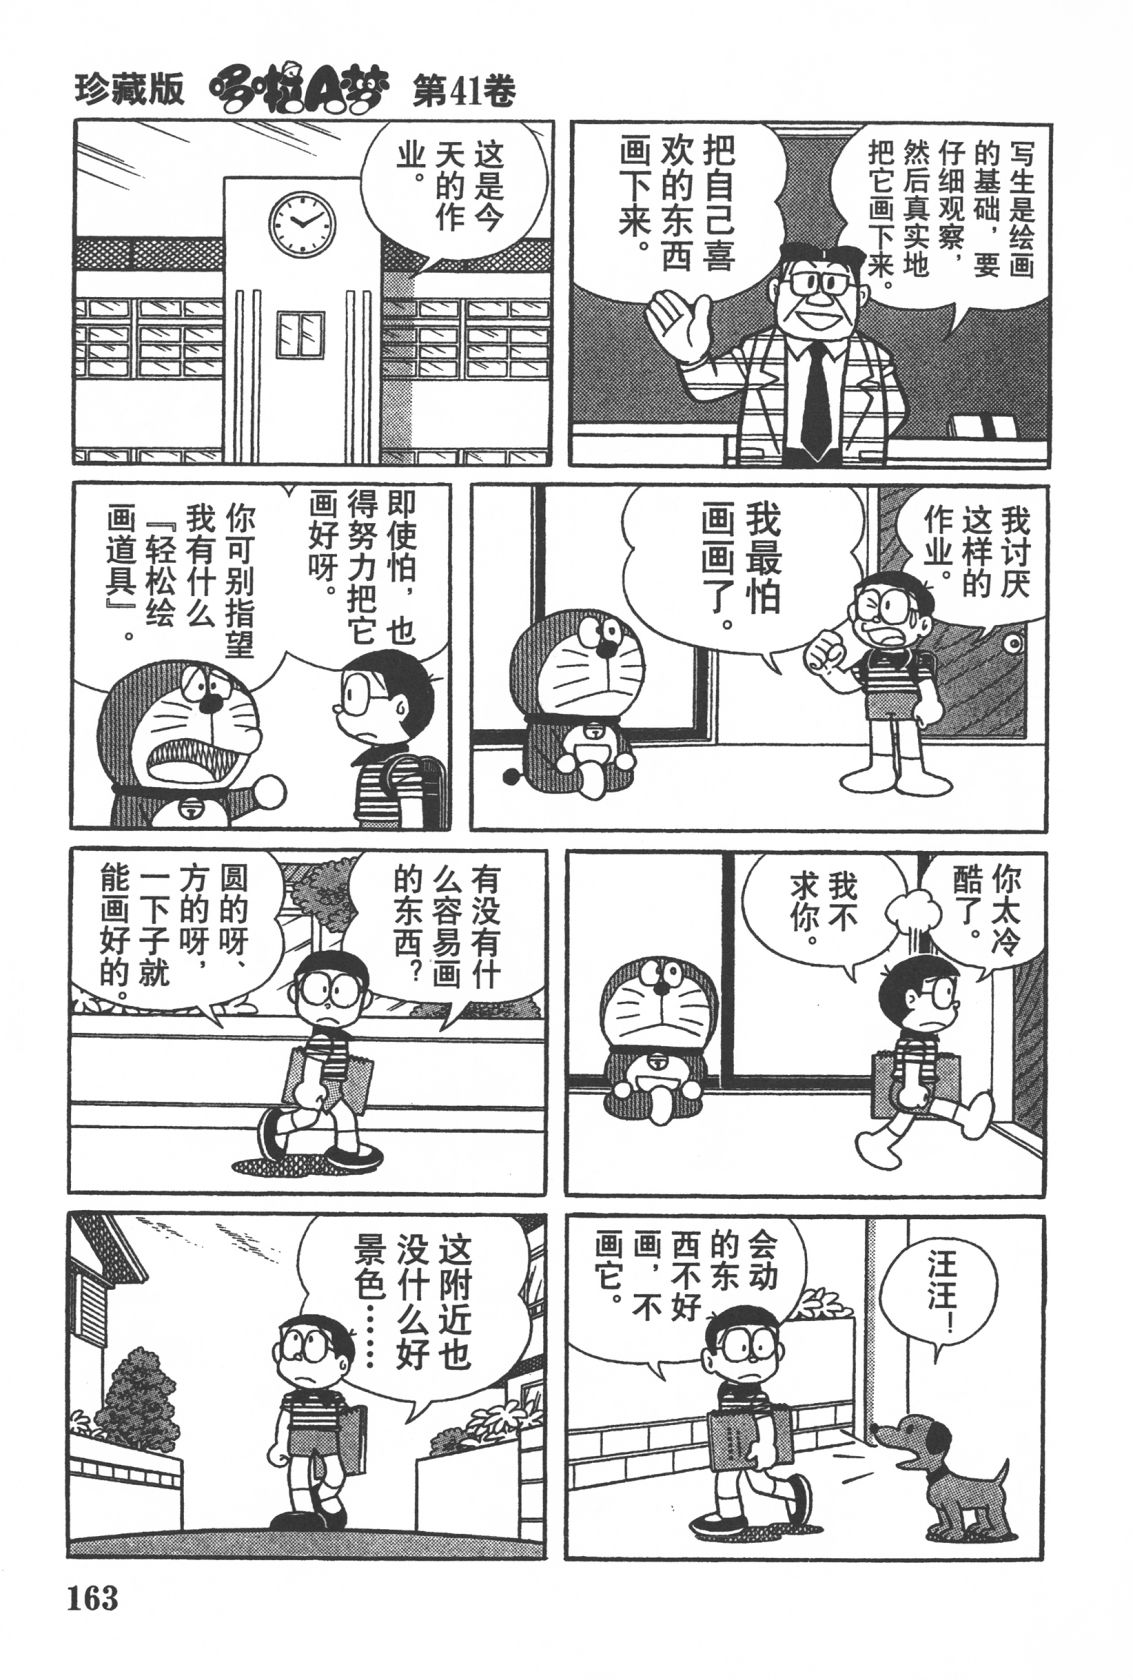 珍藏版 哆啦A梦 第41卷
写生是绘画
的基础，要
仔细观察，
然后真实地
把它画下来。
把自己喜
欢的东西
画下来。
这是今
天的作
业。
我讨厌
这样的
作业。
我最怕
画画了。
即使怕，也
得努力把它
画好呀。
你可别指望
我有什么
『轻松绘
画道具』。
你太冷
酷了。
我不
求你。
有没有什
么容易画
的东西？
圆的呀、
方的呀，
一下子就
能画好的。
汪
汪！
会动
的东
西不好
画，不
画它。
这附近也
没什么好
景色……
163